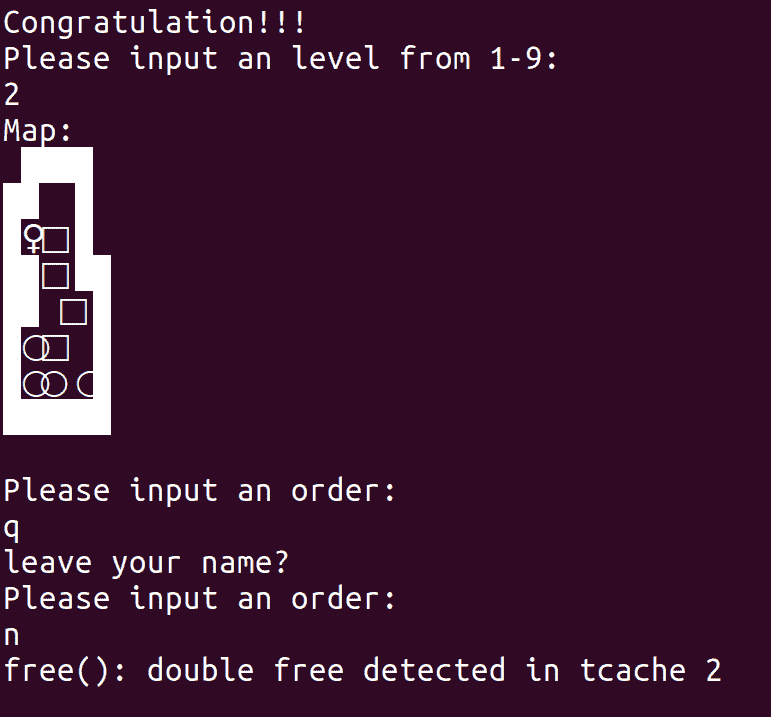 Congratulation!!!
Please input an level from 1-9:
2
Map:
♀□
□
□
○□
○○ ○
Please input an order:
q
leave your name?
Please input an order:
n
free(): double free detected in tcache 2